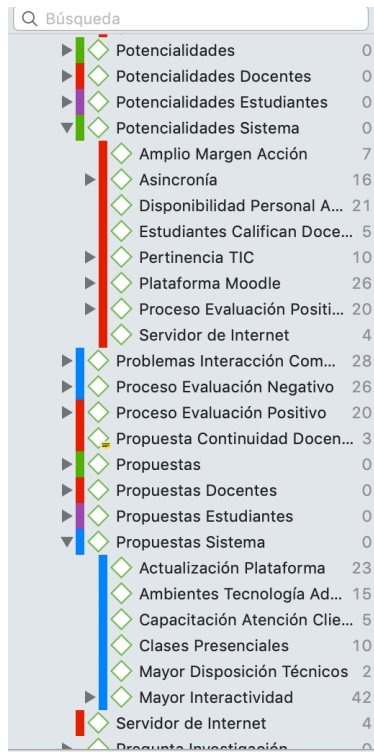 Búsqueda
Potencialidades 0
Potencialidades Docentes 0
Potencialidades Estudiantes 0
Potencialidades Sistema 0
Amplio Margen Acción 7
Asincronía 16
Disponibilidad Personal A... 21
Estudiantes Califican Doce... 5
Pertinencia TIC 10
Plataforma Moodle 26
Proceso Evaluación Positi... 20
Servidor de Internet 4
Problemas Interacción Com... 28
Proceso Evaluación Negativo 26
Proceso Evaluación Positivo 20
Propuesta Continuidad Docen... 3
Propuestas 0
Propuestas Docentes 0
Propuestas Estudiantes 0
Propuestas Sistema 0
Actualización Plataforma 23
Ambientes Tecnología Ad... 15
Capacitación Atención Clie... 5
Clases Presenciales 10
Mayor Disposición Técnicos 2
Mayor Interactividad 42
Servidor de Internet 4
Pregunta Investigación 0